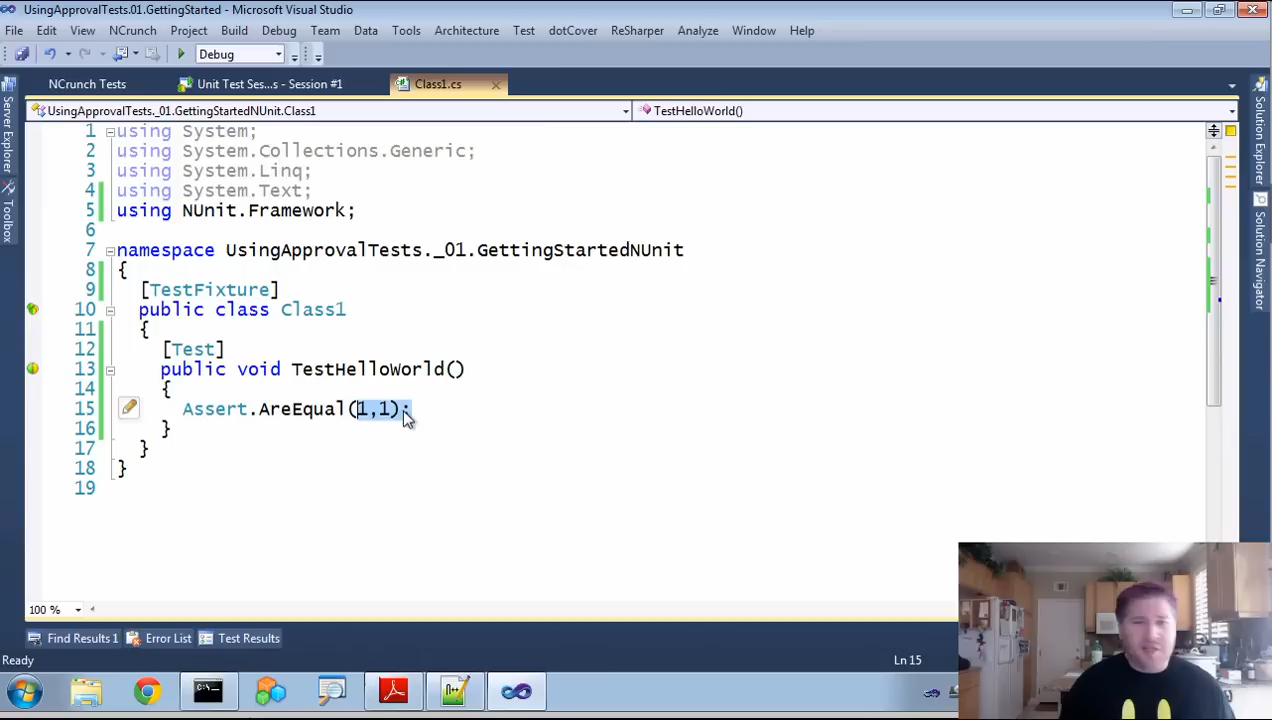 UsingApprovalTests.01.GettingStarted - Microsoft Visual Studio
File Edit View NCrunch Project Build Debug Team Data Tools Architecture Test dotCover ReSharper Analyze Window Help
Debug
NCrunch Tests Unit Test Ses...s - Session #1 Class1.cs
UsingApprovalTests._01.GettingStartedNUnit.Class1 TestHelloWorld()
Server Explorer
Toolbox
Solution Explorer
Solution Navigator
1 using System;
2 using System.Collections.Generic;
3 using System.Linq;
4 using System.Text;
5 using NUnit.Framework;
6
7 namespace UsingApprovalTests._01.GettingStartedNUnit
8 {
9 [TestFixture]
10 public class Class1
11 {
12 [Test]
13 public void TestHelloWorld()
14 {
15 Assert.AreEqual(1,1);
16 }
17 }
18 }
19
100 %
Find Results 1 Error List Test Results
Ready Ln 15